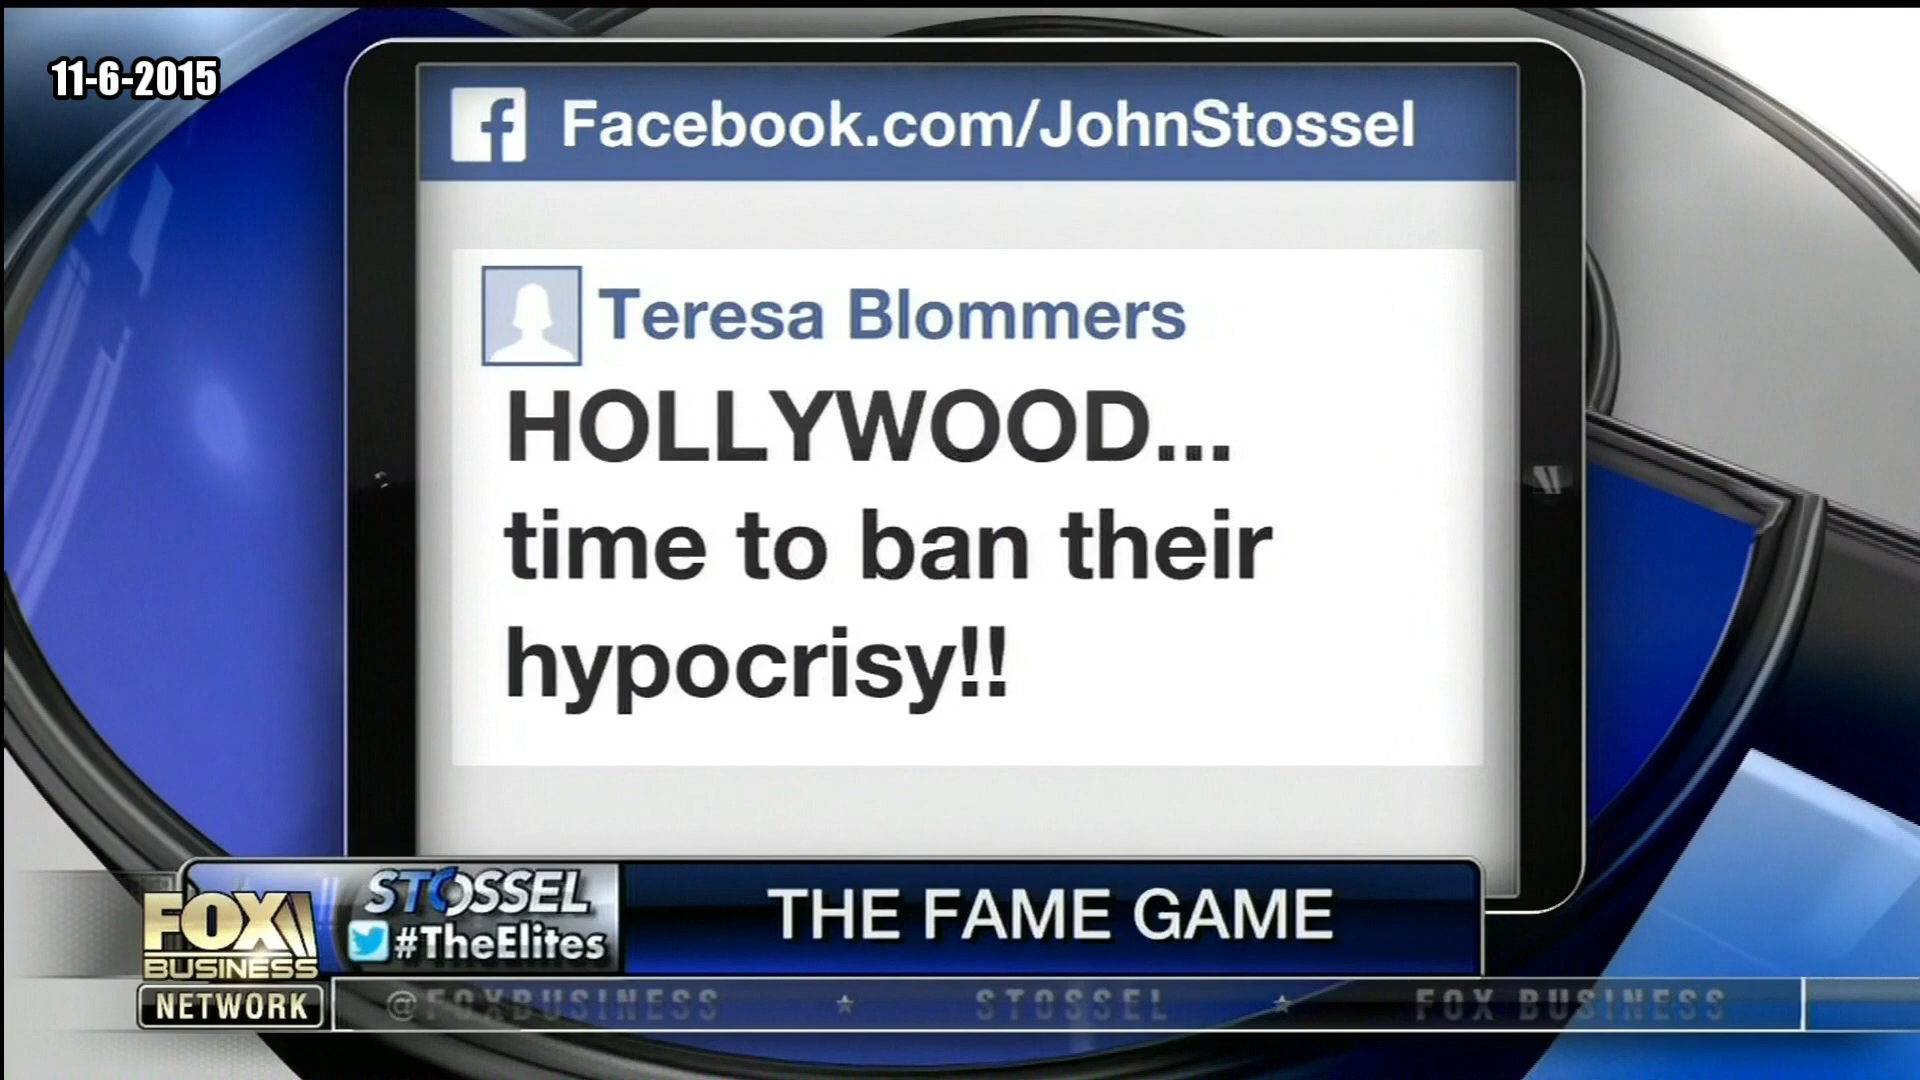 11-6-2015
f Facebook.com/JohnStossel
Teresa Blommers
HOLLYWOOD...
time to ban their
hypocrisy!!
STOSSEL
#TheElites
THE FAME GAME
FOX
BUSINESS
NETWORK
@FOXBUSINESS ★ STOSSEL ★ FOX BUSINESS